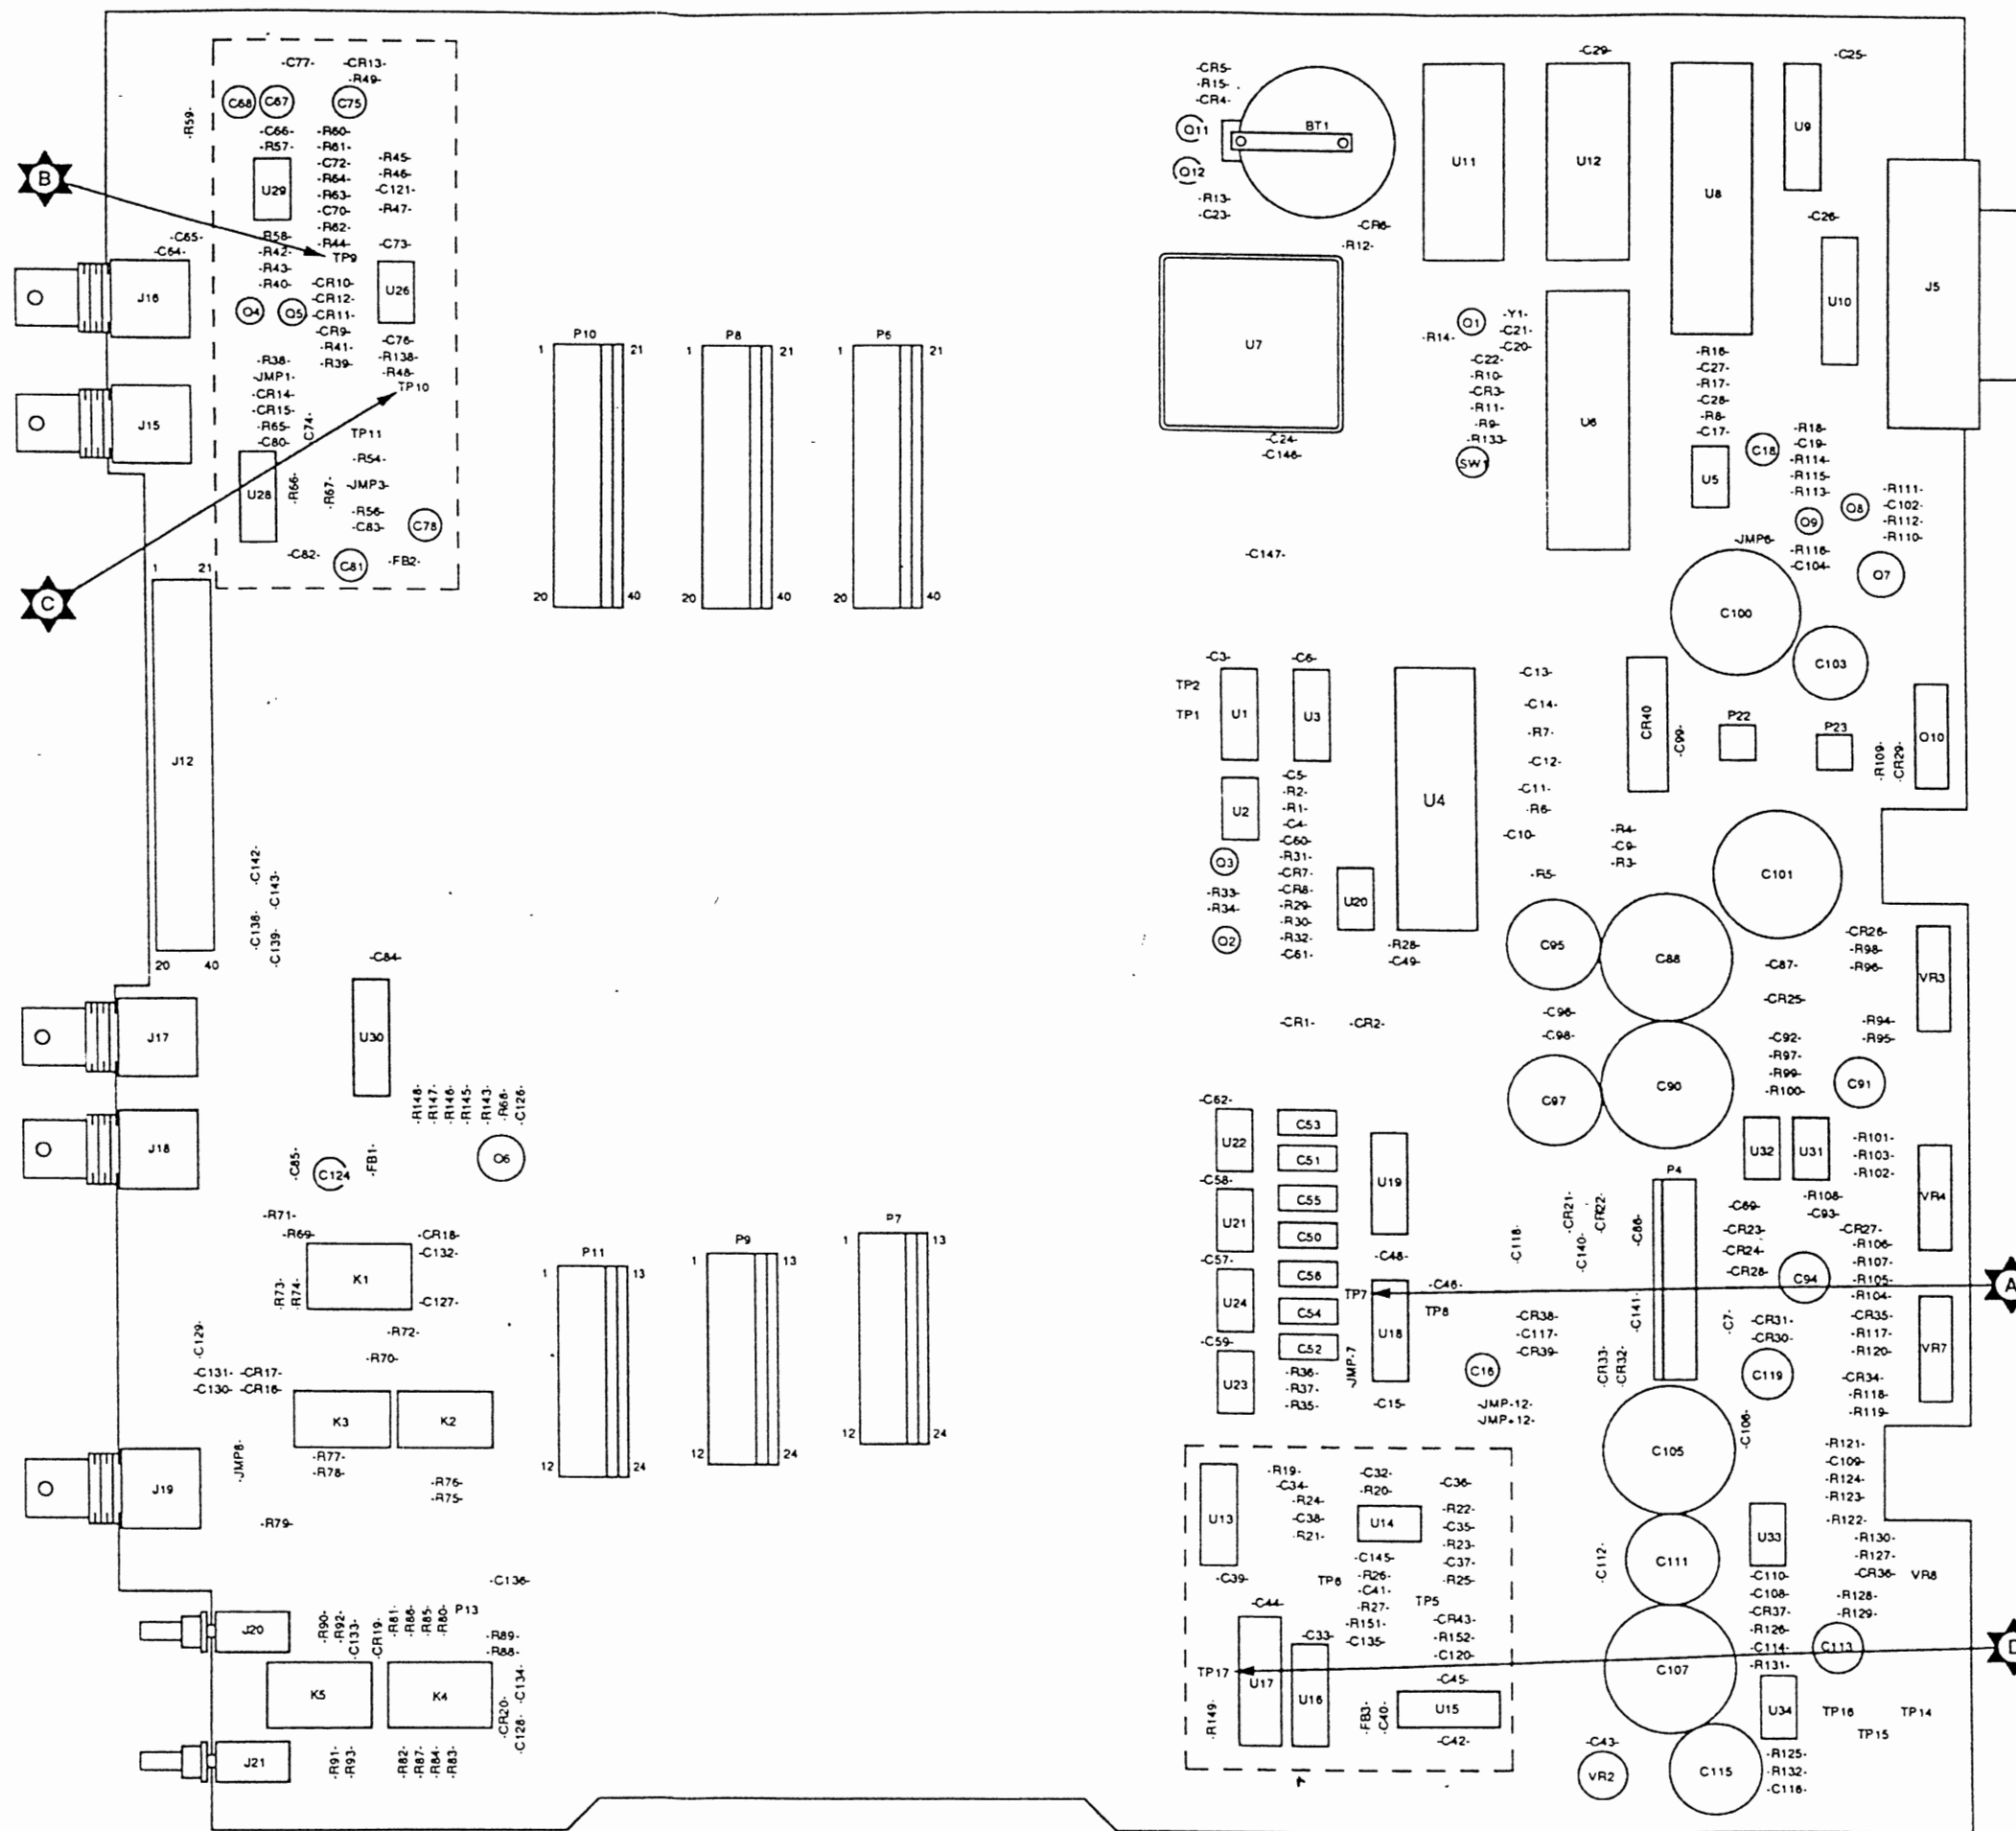 -C77-
-CR13-
-R49-
C68
C67
C75
-R59-
-C66-
-R57-
-R60-
-R61-
-C72-
-R64-
-R63-
-C70-
-R62-
-R44-
TP9
-R45-
-R46-
-C121-
-R47-
-C73-
B
U29
-C65-
-C64-
-R58-
-R42-
-R43-
-R40-
-CR10-
-CR12-
-CR11-
-CR9-
-R41-
-R39-
U26
J16
Q4
Q5
-C76-
-R138-
-R48-
TP10
-R38-
-JMP1-
-CR14-
-CR15-
-R65-
-C80-
-C74-
TP11
-R54-
J15
U28
-R66-
-R67-
-JMP3-
-R56-
-C83-
C78
-C82-
C81
-FB2-
C
1
21
J12
20
40
P10
1
21
20
40
P8
1
21
20
40
P6
1
21
20
40
-CR5-
-R15-
-CR4-
Q11
Q12
BT1
-R13-
-C23-
-CR6-
-R12-
U11
-C29-
U12
U8
U9
-C25-
-C26-
U10
J5
U7
-C24-
-C146-
-R14-
Q1
-Y1-
-C21-
-C20-
-C22-
-R10-
-CR3-
-R11-
-R9-
-R133-
SW1
U6
-R16-
-C27-
-R17-
-C28-
-R8-
-C17-
U5
C18
-R18-
-C19-
-R114-
-R115-
-R113-
Q9
Q8
-R111-
-C102-
-R112-
-R110-
-JMP6-
-R116-
-C104-
Q7
-C147-
C100
C103
-C3-
-C6-
TP2
TP1
U1
U3
U4
-C13-
-C14-
-R7-
-C12-
-C11-
-R6-
-C10-
CR40
-C99-
P22
P23
-R109-
-CR29-
Q10
U2
-C5-
-R2-
-R1-
-C4-
-C60-
-R31-
-CR7-
-CR8-
-R29-
-R30-
-R32-
-C61-
Q3
-R33-
-R34-
Q2
U20
-R28-
-C49-
-R4-
-C9-
-R3-
-R5-
C101
C95
C88
-CR26-
-R98-
-R96-
VR3
-C87-
-CR25-
-R94-
-R95-
-C142-
-C143-
-C138-
-C139-
-C84-
U30
J17
-CR1-
-CR2-
-C96-
-C98-
C97
C90
-C92-
-R97-
-R99-
-R100-
C91
-R148-
-R147-
-R146-
-R145-
-R143-
-R68-
-C126-
Q6
J18
-C85-
C124
-FB1-
-C62-
U22
-C58-
U21
-C57-
U24
-C59-
U23
C53
C51
C55
C50
C56
C54
C52
U19
-C48-
TP7
U18
-C46-
TP8
-JMP-7
-C15-
-R36-
-R37-
-R35-
U32
U31
-R101-
-R103-
-R102-
P4
-R108-
-C93-
-C69-
-CR23-
-CR24-
-CR28-
C94
-CR27-
-R106-
-R107-
-R105-
-R104-
VR4
A
-C118-
-CR21-
-C140-
-CR22-
-C86-
-C141-
-C7-
-CR38-
-C117-
-CR39-
-CR33-
-CR32-
C16
-JMP-12-
-JMP+12-
-CR31-
-CR30-
C119
-CR35-
-R117-
-R120-
-CR34-
-R118-
-R119-
VR7
-R71-
-R69-
-CR18-
-C132-
K1
-R73-
-R74-
-C127-
-R72-
-R70-
-C129-
-C131-
-CR17-
-C130-
-CR16-
K3
K2
-R77-
-R78-
-R76-
-R75-
-JMP8-
J19
-R79-
P11
1
13
12
24
P9
1
13
12
24
P7
1
13
12
24
C105
-C106-
-R121-
-C109-
-R124-
-R123-
-R122-
-R130-
-R127-
-CR36-
VR8
U13
-R19-
-C34-
-R24-
-C38-
-R21-
-C32-
-R20-
U14
-C36-
-R22-
-C35-
-R23-
-C37-
-R25-
-C39-
TP6
-C145-
-R26-
-C41-
-R27-
-R151-
-C135-
TP5
-CR43-
-R152-
-C120-
-C44-
-C33-
TP17
U17
U16
-R149-
-FB3-
-C40-
-C45-
U15
-C42-
-C112-
C111
C107
U33
-C110-
-C108-
-CR37-
-R126-
-C114-
-R131-
-R128-
-R129-
C113
D
U34
TP16
TP15
TP14
-C43-
VR2
C115
-R125-
-R132-
-C116-
-C136-
J20
-R90-
-R92-
-C133-
-CR19-
-R81-
-R86-
-R85-
-R80-
P13
-R89-
-R88-
K5
K4
-C134-
-CR20-
-C128-
J21
-R91-
-R93-
-R82-
-R87-
-R84-
-R83-